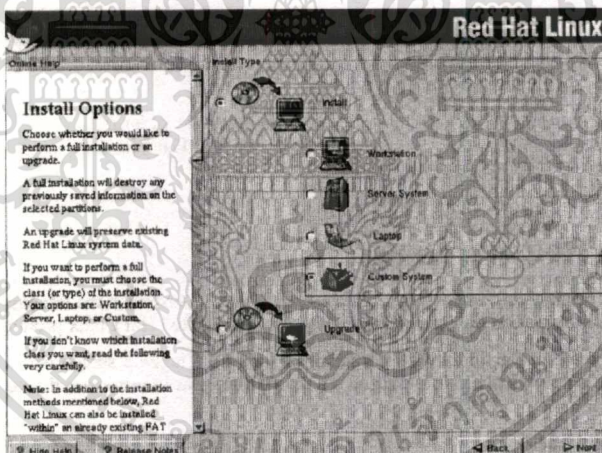 Red Hat Linux
Online Help
Install Type
Install Options
Choose whether you would like to
perform a full installation or an
upgrade.
A full installation will destroy any
previously saved information on the
selected partitions.
An upgrade will preserve existing
Red Hat Linux system data.
If you want to perform a full
installation, you must choose the
class (or type) of the installation.
Your options are: Workstation,
Server, Laptop, or Custom.
If you don't know which installation
class you want, read the following
very carefully.
Note: In addition to the installation
methods mentioned below, Red
Hat Linux can also be installed
"within" an already existing FAT
Install
Workstation
Server System
Laptop
Custom System
Upgrade
Hide Help
Release Notes
Back
Next